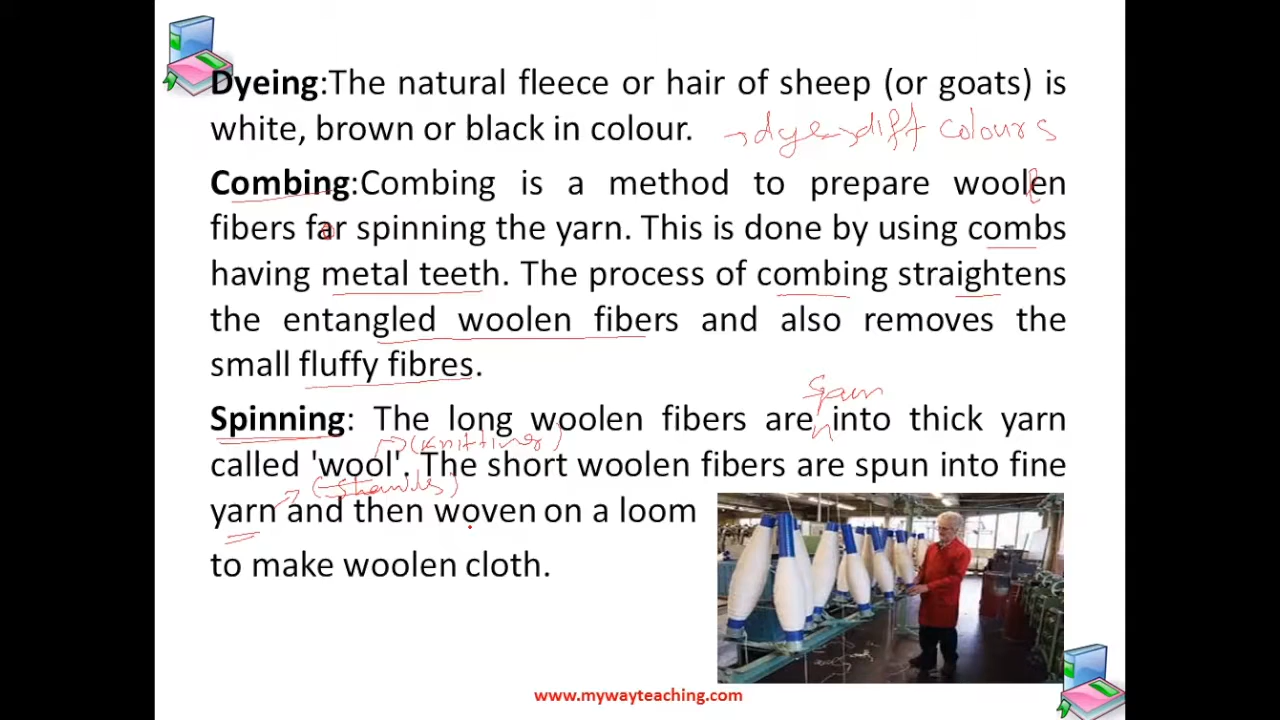 Dyeing:The natural fleece or hair of sheep (or goats) is
white, brown or black in colour. → dye → diff colours
Combing:Combing is a method to prepare woolen
fibers for spinning the yarn. This is done by using combs
having metal teeth. The process of combing straightens
the entangled woolen fibers and also removes the
small fluffy fibres.
spun
Spinning: The long woolen fibers are into thick yarn
→ (knitting)
called 'wool'. The short woolen fibers are spun into fine
yarn and then woven on a loom
to make woolen cloth.
www.mywayteaching.com